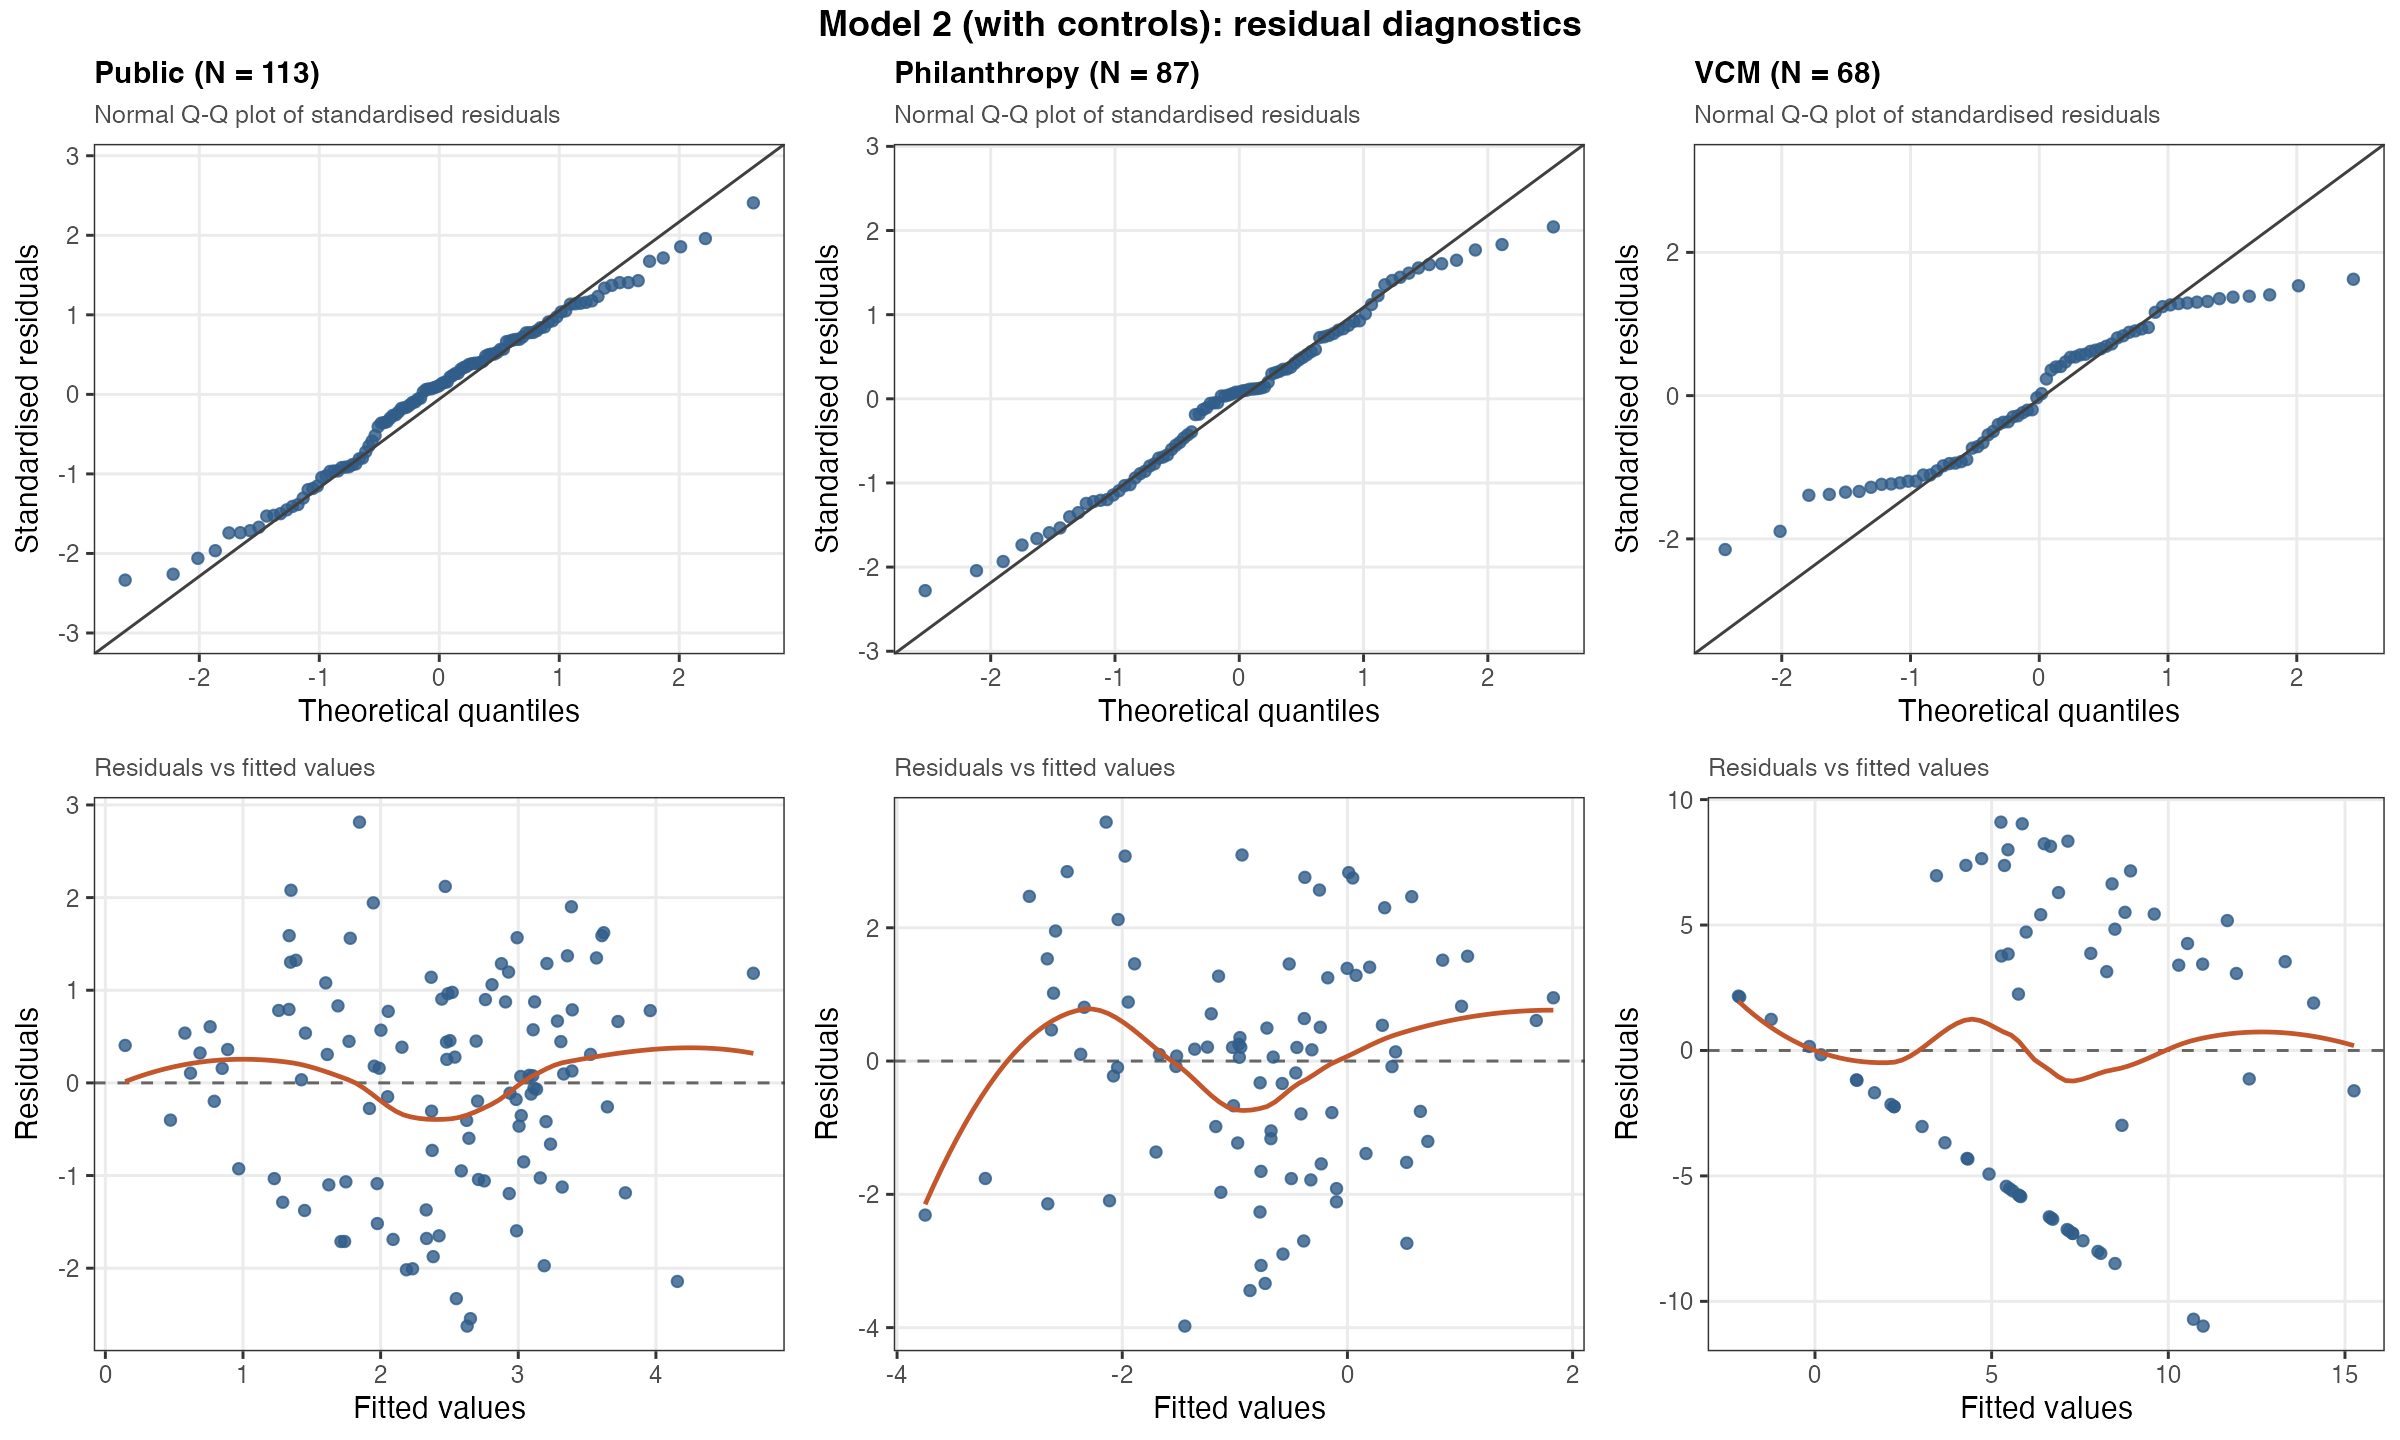 Model 2 (with controls): residual diagnostics
Public (N = 113)
Normal Q-Q plot of standardised residuals
3
2
1
0
-1
-2
-3
Standardised residuals
-2
-1
0
1
2
Theoretical quantiles
Philanthropy (N = 87)
Normal Q-Q plot of standardised residuals
3
2
1
0
-1
-2
-3
Standardised residuals
-2
-1
0
1
2
Theoretical quantiles
VCM (N = 68)
Normal Q-Q plot of standardised residuals
2
0
-2
Standardised residuals
-2
-1
0
1
2
Theoretical quantiles
Residuals vs fitted values
3
2
1
0
-1
-2
Residuals
0
1
2
3
4
Fitted values
Residuals vs fitted values
2
0
-2
-4
Residuals
-4
-2
0
2
Fitted values
Residuals vs fitted values
10
5
0
-5
-10
Residuals
0
5
10
15
Fitted values